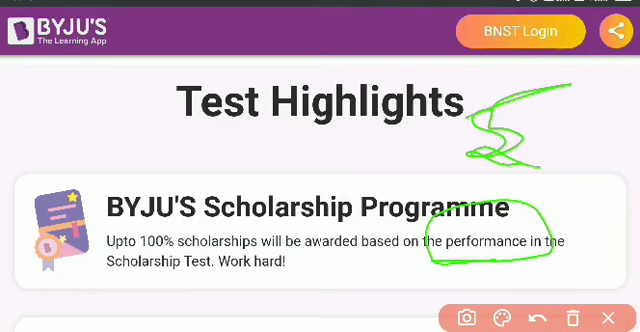 BYJU'S
The Learning App
BNST Login
Test Highlights
BYJU'S Scholarship Programme
Upto 100% scholarships will be awarded based on the performance in the
Scholarship Test. Work hard!